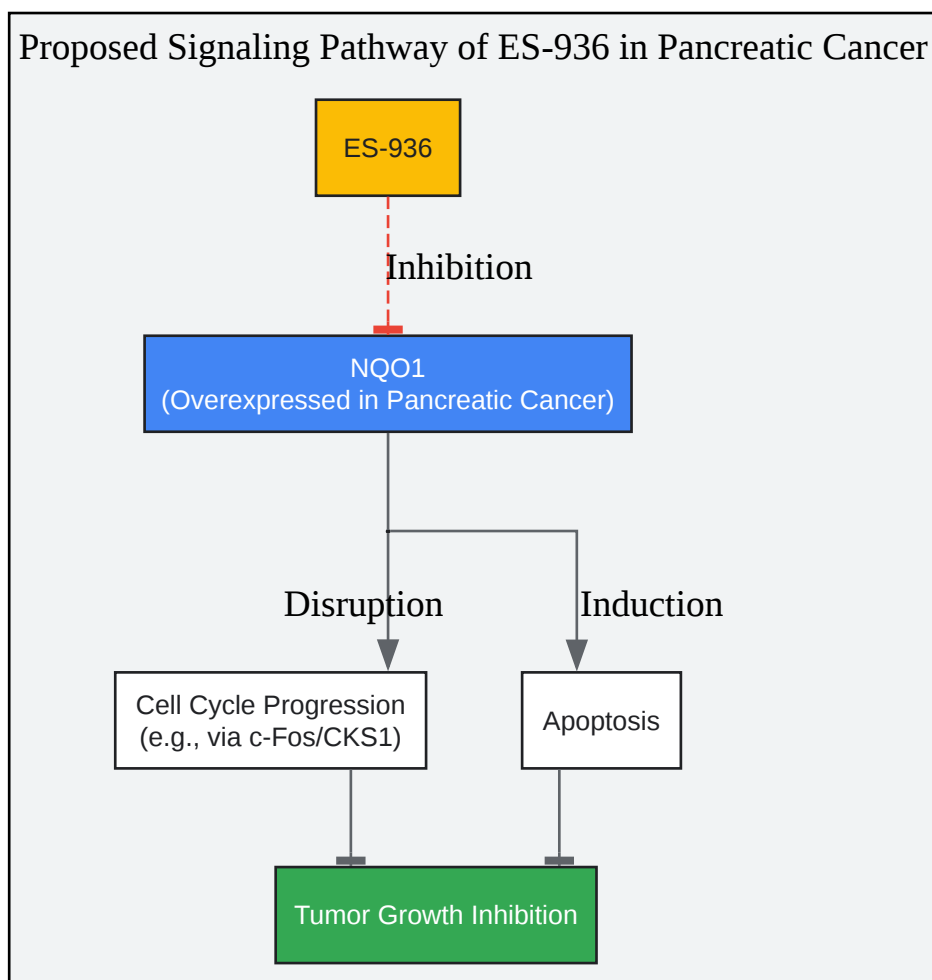 Proposed Signaling Pathway of ES-936 in Pancreatic Cancer
ES-936
Inhibition
NQO1
(Overexpressed in Pancreatic Cancer)
Disruption
Induction
Cell Cycle Progression
(e.g., via c-Fos/CKS1)
Apoptosis
Tumor Growth Inhibition